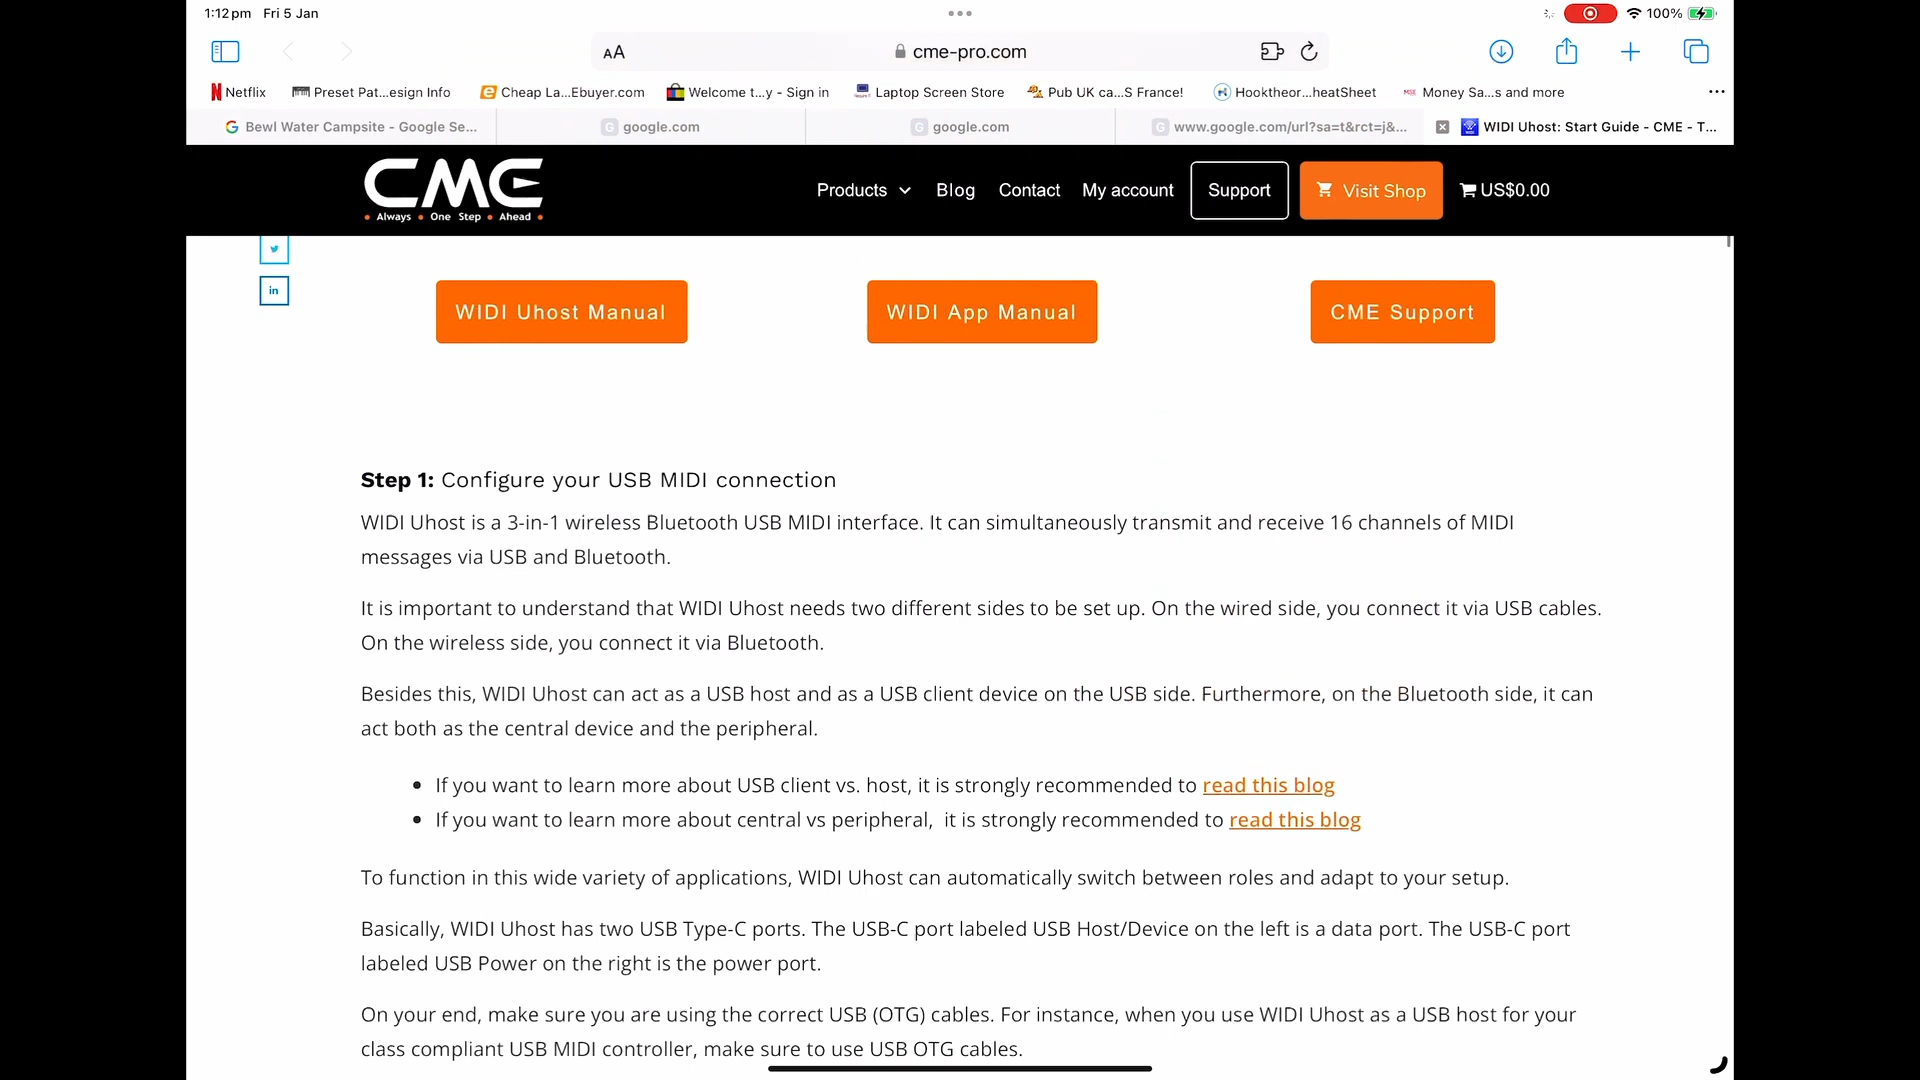 1:12 pm Fri 5 Jan
100%
AA
cme-pro.com
Netflix
Preset Pat...esign Info
Cheap La...Ebuyer.com
Welcome t...y - Sign in
Laptop Screen Store
Pub UK ca...S France!
Hooktheor...heatSheet
MSE Money Sa...s and more
Bewl Water Campsite - Google Se...
G google.com
G google.com
G www.google.com/url?sa=t&rct=j&...
WIDI Uhost: Start Guide - CME - T...
CME
Always • One Step • Ahead
Products
Blog
Contact
My account
Support
Visit Shop
US$0.00
in
WIDI Uhost Manual
WIDI App Manual
CME Support
Step 1: Configure your USB MIDI connection
WIDI Uhost is a 3-in-1 wireless Bluetooth USB MIDI interface. It can simultaneously transmit and receive 16 channels of MIDI
messages via USB and Bluetooth.
It is important to understand that WIDI Uhost needs two different sides to be set up. On the wired side, you connect it via USB cables.
On the wireless side, you connect it via Bluetooth.
Besides this, WIDI Uhost can act as a USB host and as a USB client device on the USB side. Furthermore, on the Bluetooth side, it can
act both as the central device and the peripheral.
• If you want to learn more about USB client vs. host, it is strongly recommended to read this blog
• If you want to learn more about central vs peripheral, it is strongly recommended to read this blog
To function in this wide variety of applications, WIDI Uhost can automatically switch between roles and adapt to your setup.
Basically, WIDI Uhost has two USB Type-C ports. The USB-C port labeled USB Host/Device on the left is a data port. The USB-C port
labeled USB Power on the right is the power port.
On your end, make sure you are using the correct USB (OTG) cables. For instance, when you use WIDI Uhost as a USB host for your
class compliant USB MIDI controller, make sure to use USB OTG cables.